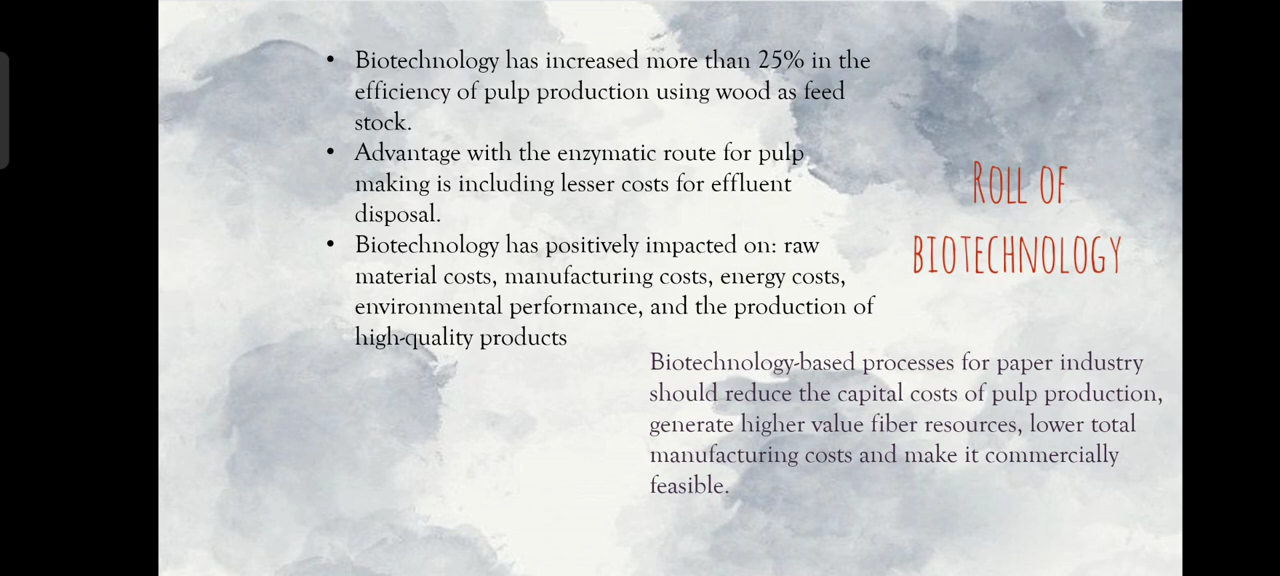 • Biotechnology has increased more than 25% in the
efficiency of pulp production using wood as feed
stock.
• Advantage with the enzymatic route for pulp
making is including lesser costs for effluent
disposal.
• Biotechnology has positively impacted on: raw
material costs, manufacturing costs, energy costs,
environmental performance, and the production of
high-quality products
Roll of
biotechnology
Biotechnology-based processes for paper industry
should reduce the capital costs of pulp production,
generate higher value fiber resources, lower total
manufacturing costs and make it commercially
feasible.